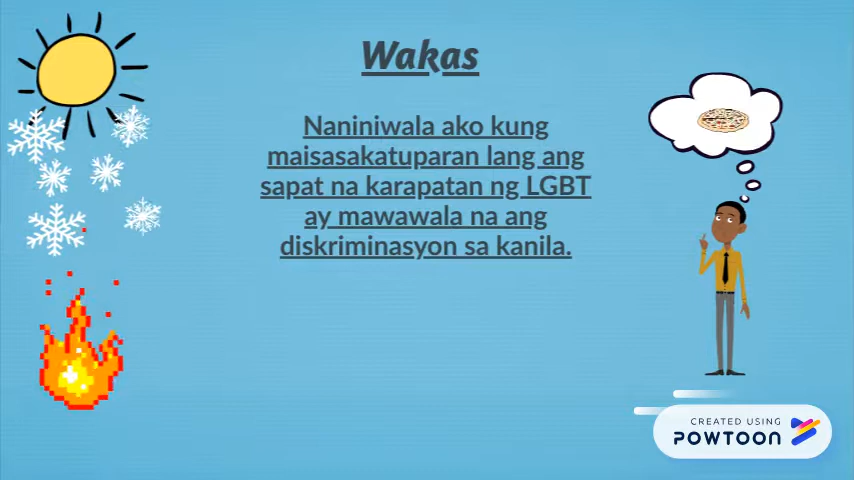 Wakas
Naniniwala ako kung
maisasakatuparan lang ang
sapat na karapatan ng LGBT
ay mawawala na ang
diskriminasyon sa kanila.
CREATED USING
POWTOON